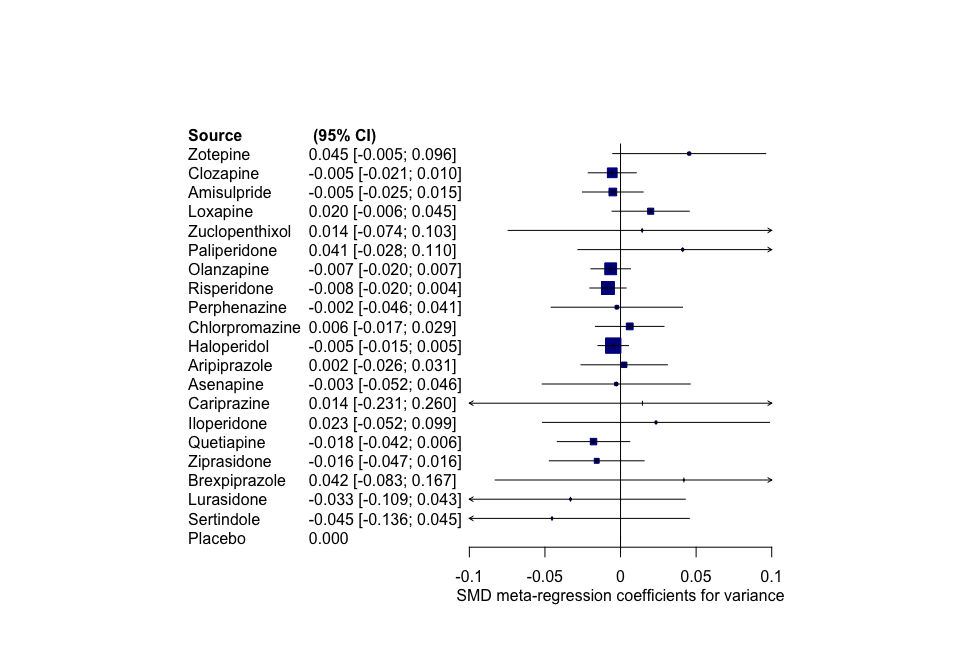 Source (95% CI)
Zotepine 0.045 [-0.005; 0.096]
Clozapine -0.005 [-0.021; 0.010]
Amisulpride -0.005 [-0.025; 0.015]
Loxapine 0.020 [-0.006; 0.045]
Zuclopenthixol 0.014 [-0.074; 0.103]
Paliperidone 0.041 [-0.028; 0.110]
Olanzapine -0.007 [-0.020; 0.007]
Risperidone -0.008 [-0.020; 0.004]
Perphenazine -0.002 [-0.046; 0.041]
Chlorpromazine 0.006 [-0.017; 0.029]
Haloperidol -0.005 [-0.015; 0.005]
Aripiprazole 0.002 [-0.026; 0.031]
Asenapine -0.003 [-0.052; 0.046]
Cariprazine 0.014 [-0.231; 0.260]
Iloperidone 0.023 [-0.052; 0.099]
Quetiapine -0.018 [-0.042; 0.006]
Ziprasidone -0.016 [-0.047; 0.016]
Brexpiprazole 0.042 [-0.083; 0.167]
Lurasidone -0.033 [-0.109; 0.043]
Sertindole -0.045 [-0.136; 0.045]
Placebo 0.000
-0.1 -0.05 0 0.05 0.1
SMD meta-regression coefficients for variance